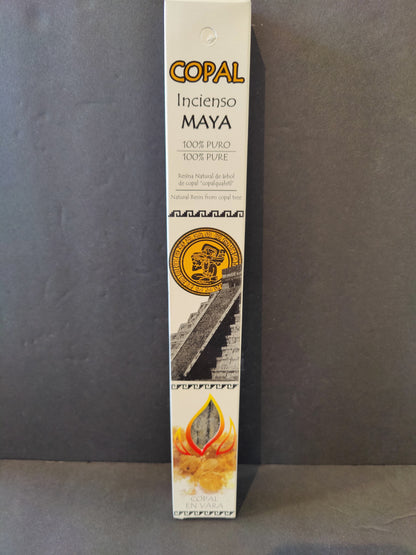 COPAL
Incienso
MAYA
100% PURO
100% PURE
Resina Natural de árbol
de copal "copalquahitl"
Natural Resin from copal tree
COPAL
EN VARA